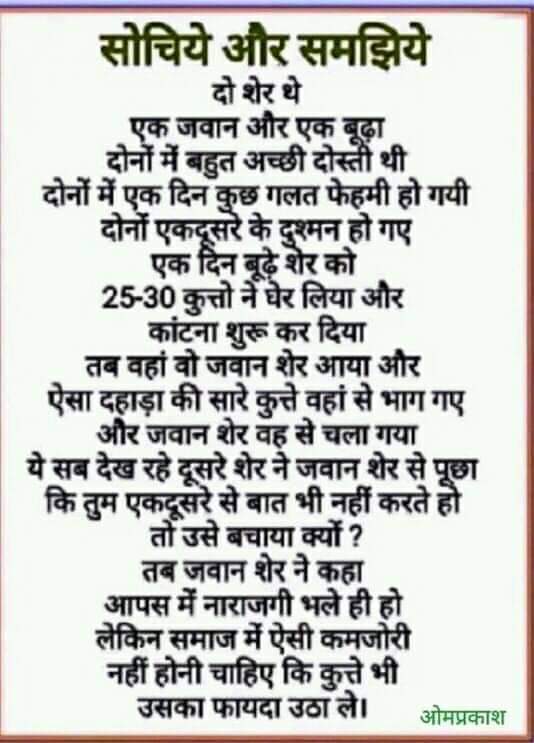 सोचिये और समझिये
दो शेर थे
एक जवान और एक बूढ़ा
दोनों में बहुत अच्छी दोस्ती थी
दोनों में एक दिन कुछ गलत फेहमी हो गयी
दोनों एकदूसरे के दुश्मन हो गए
एक दिन बूढ़े शेर को
25-30 कुत्तो ने घेर लिया और
कांटना शुरू कर दिया
तब वहां वो जवान शेर आया और
ऐसा दहाड़ा की सारे कुत्ते वहां से भाग गए
और जवान शेर वह से चला गया
ये सब देख रहे दूसरे शेर ने जवान शेर से पूछा
कि तुम एकदूसरे से बात भी नहीं करते हो
तो उसे बचाया क्यों ?
तब जवान शेर ने कहा
आपस में नाराजगी भले ही हो
लेकिन समाज में ऐसी कमजोरी
नहीं होनी चाहिए कि कुत्ते भी
उसका फायदा उठा ले।
ओमप्रकाश